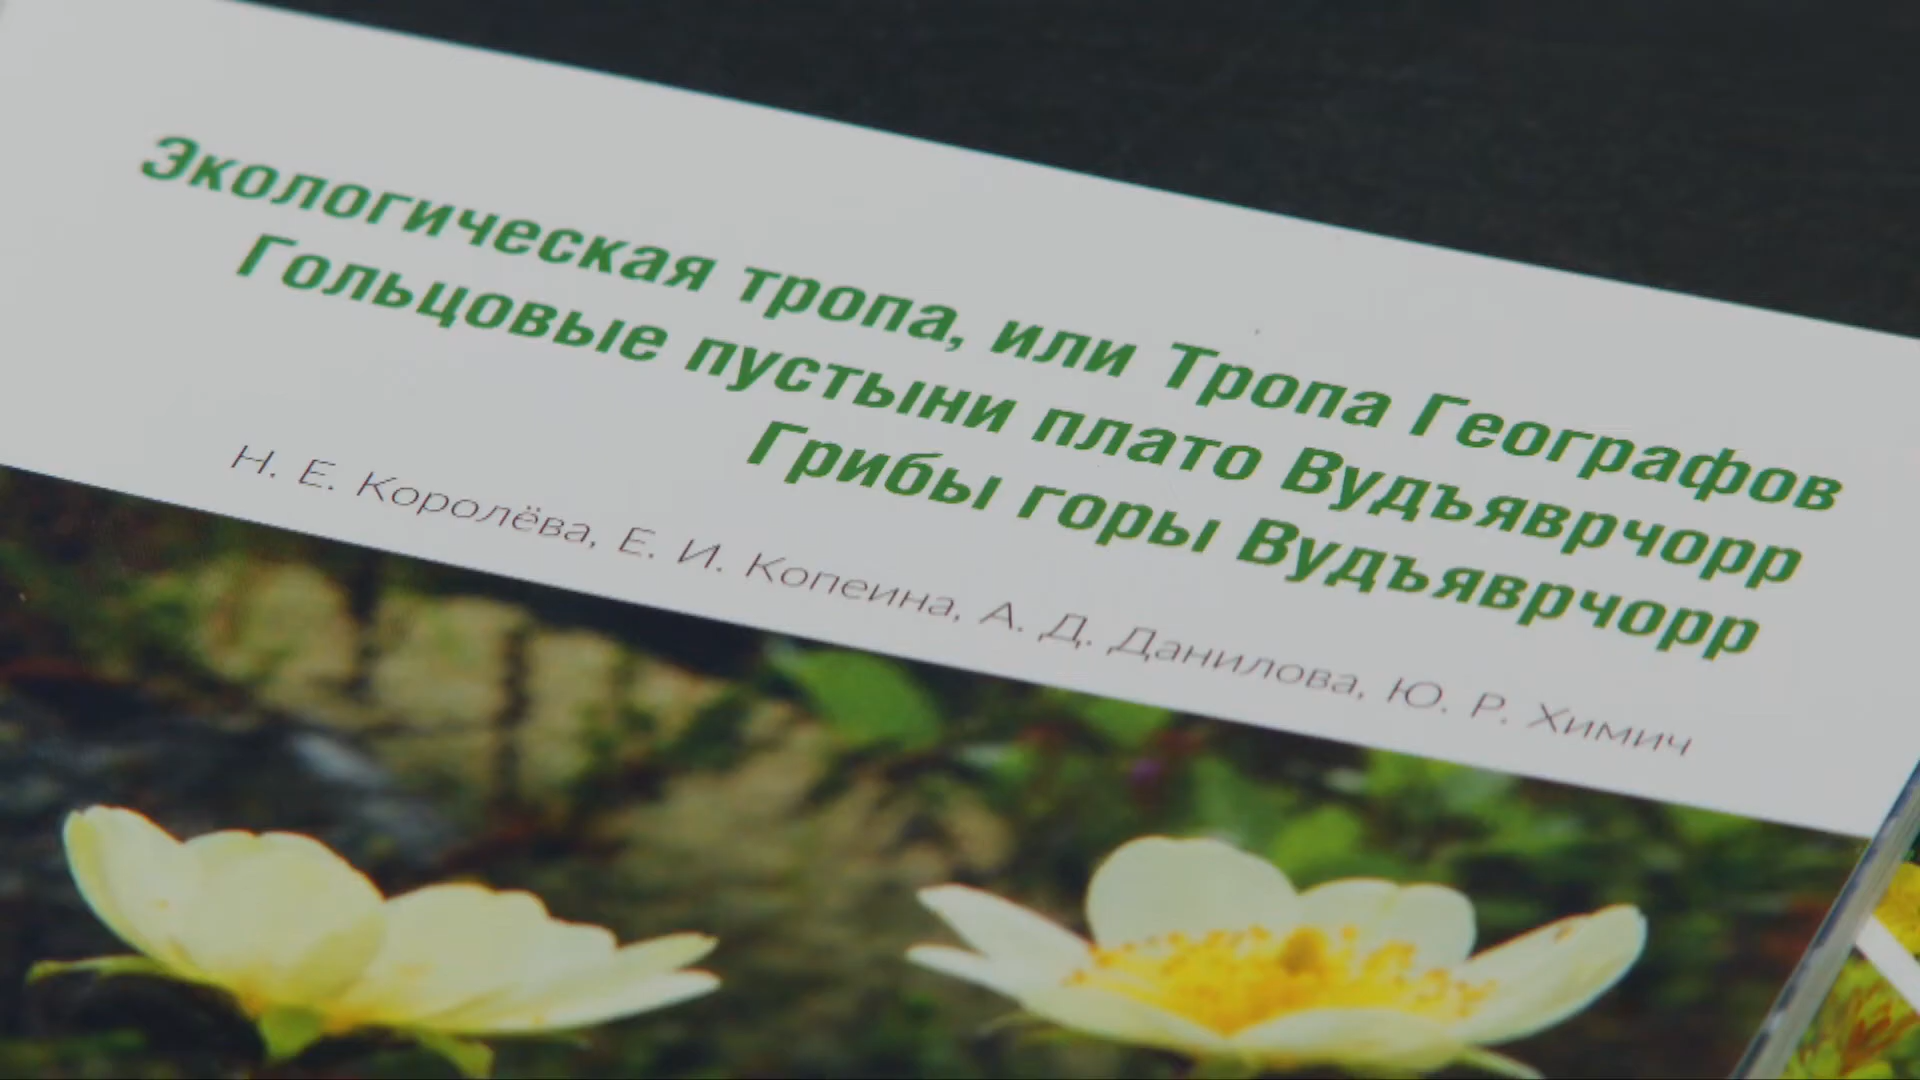 Экологическая тропа, или Тропа Географов
Гольцовые пустыни плато Вудъяврчорр
Грибы горы Вудъяврчорр
Н. Е. Королёва, Е. И. Копеина, А. Д. Данилова, Ю. Р. Химич